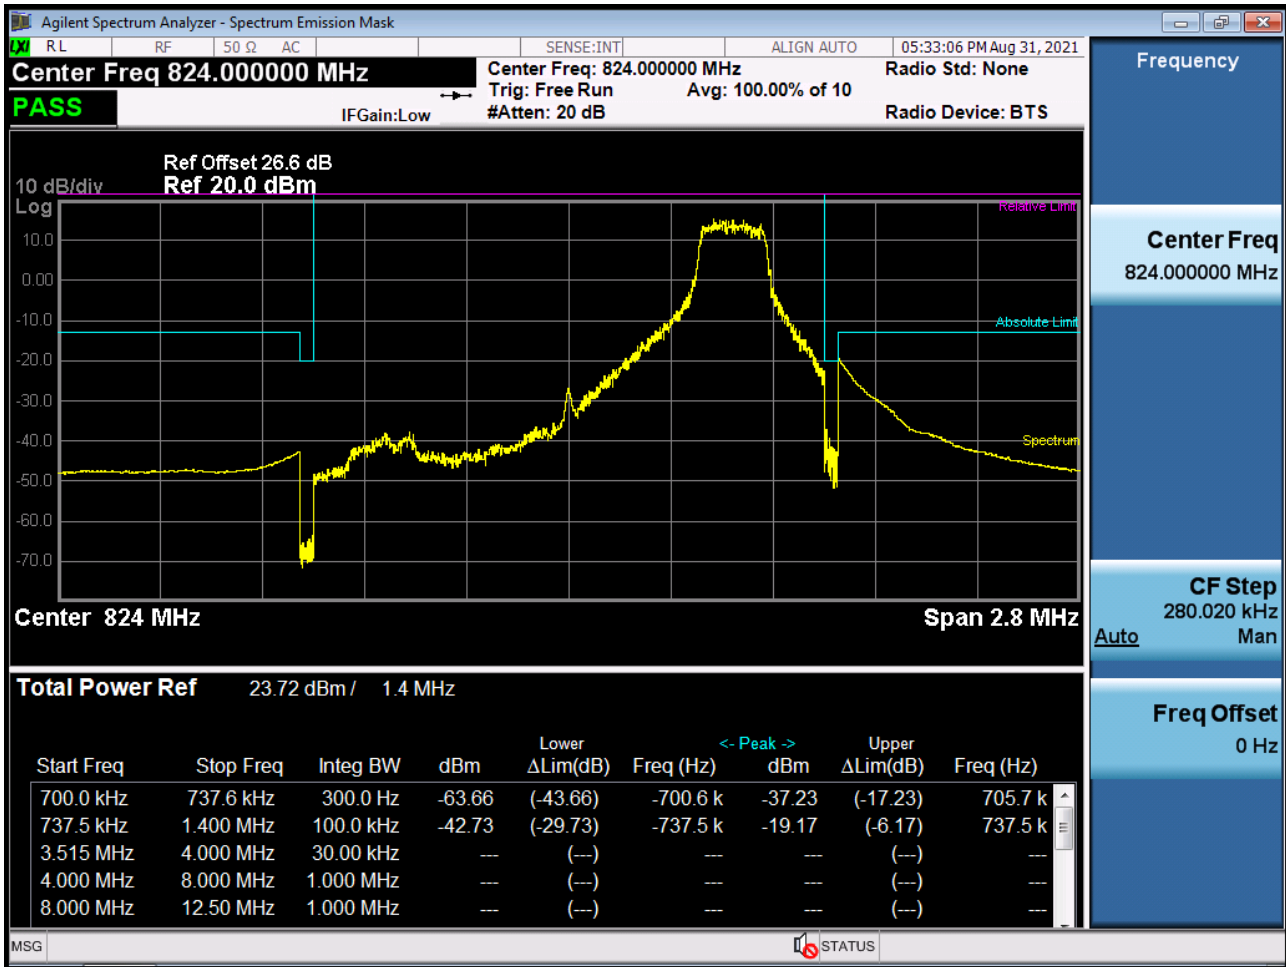 Agilent Spectrum Analyzer - Spectrum Emission Mask
LXI RL RF 50 Ω AC SENSE:INT ALIGN AUTO 05:33:06 PM Aug 31, 2021
Center Freq 824.000000 MHz
Center Freq: 824.000000 MHz Radio Std: None
Trig: Free Run Avg: 100.00% of 10
PASS IFGain:Low #Atten: 20 dB Radio Device: BTS
Ref Offset 26.6 dB
10 dB/div Ref 20.0 dBm
Log
Relative Limit
10.0
0.00
-10.0
Absolute Limit
-20.0
-30.0
-40.0
Spectrum
-50.0
-60.0
-70.0
Center 824 MHz Span 2.8 MHz
Total Power Ref 23.72 dBm / 1.4 MHz
Lower <- Peak -> Upper
Start Freq Stop Freq Integ BW dBm ΔLim(dB) Freq (Hz) dBm ΔLim(dB) Freq (Hz)
700.0 kHz 737.6 kHz 300.0 Hz -63.66 (-43.66) -700.6 k -37.23 (-17.23) 705.7 k
737.5 kHz 1.400 MHz 100.0 kHz -42.73 (-29.73) -737.5 k -19.17 (-6.17) 737.5 k
3.515 MHz 4.000 MHz 30.00 kHz --- (---) --- --- (---) ---
4.000 MHz 8.000 MHz 1.000 MHz --- (---) --- --- (---) ---
8.000 MHz 12.50 MHz 1.000 MHz --- (---) --- --- (---) ---
MSG STATUS
Frequency
Center Freq
824.000000 MHz
CF Step
280.020 kHz
Auto Man
Freq Offset
0 Hz